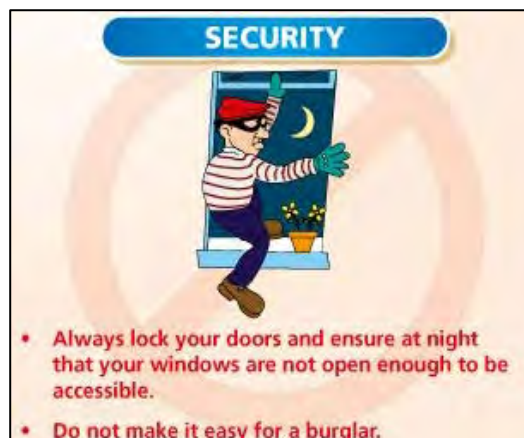 SECURITY
• Always lock your doors and ensure at night
that your windows are not open enough to be
accessible.
• Do not make it easy for a burglar.